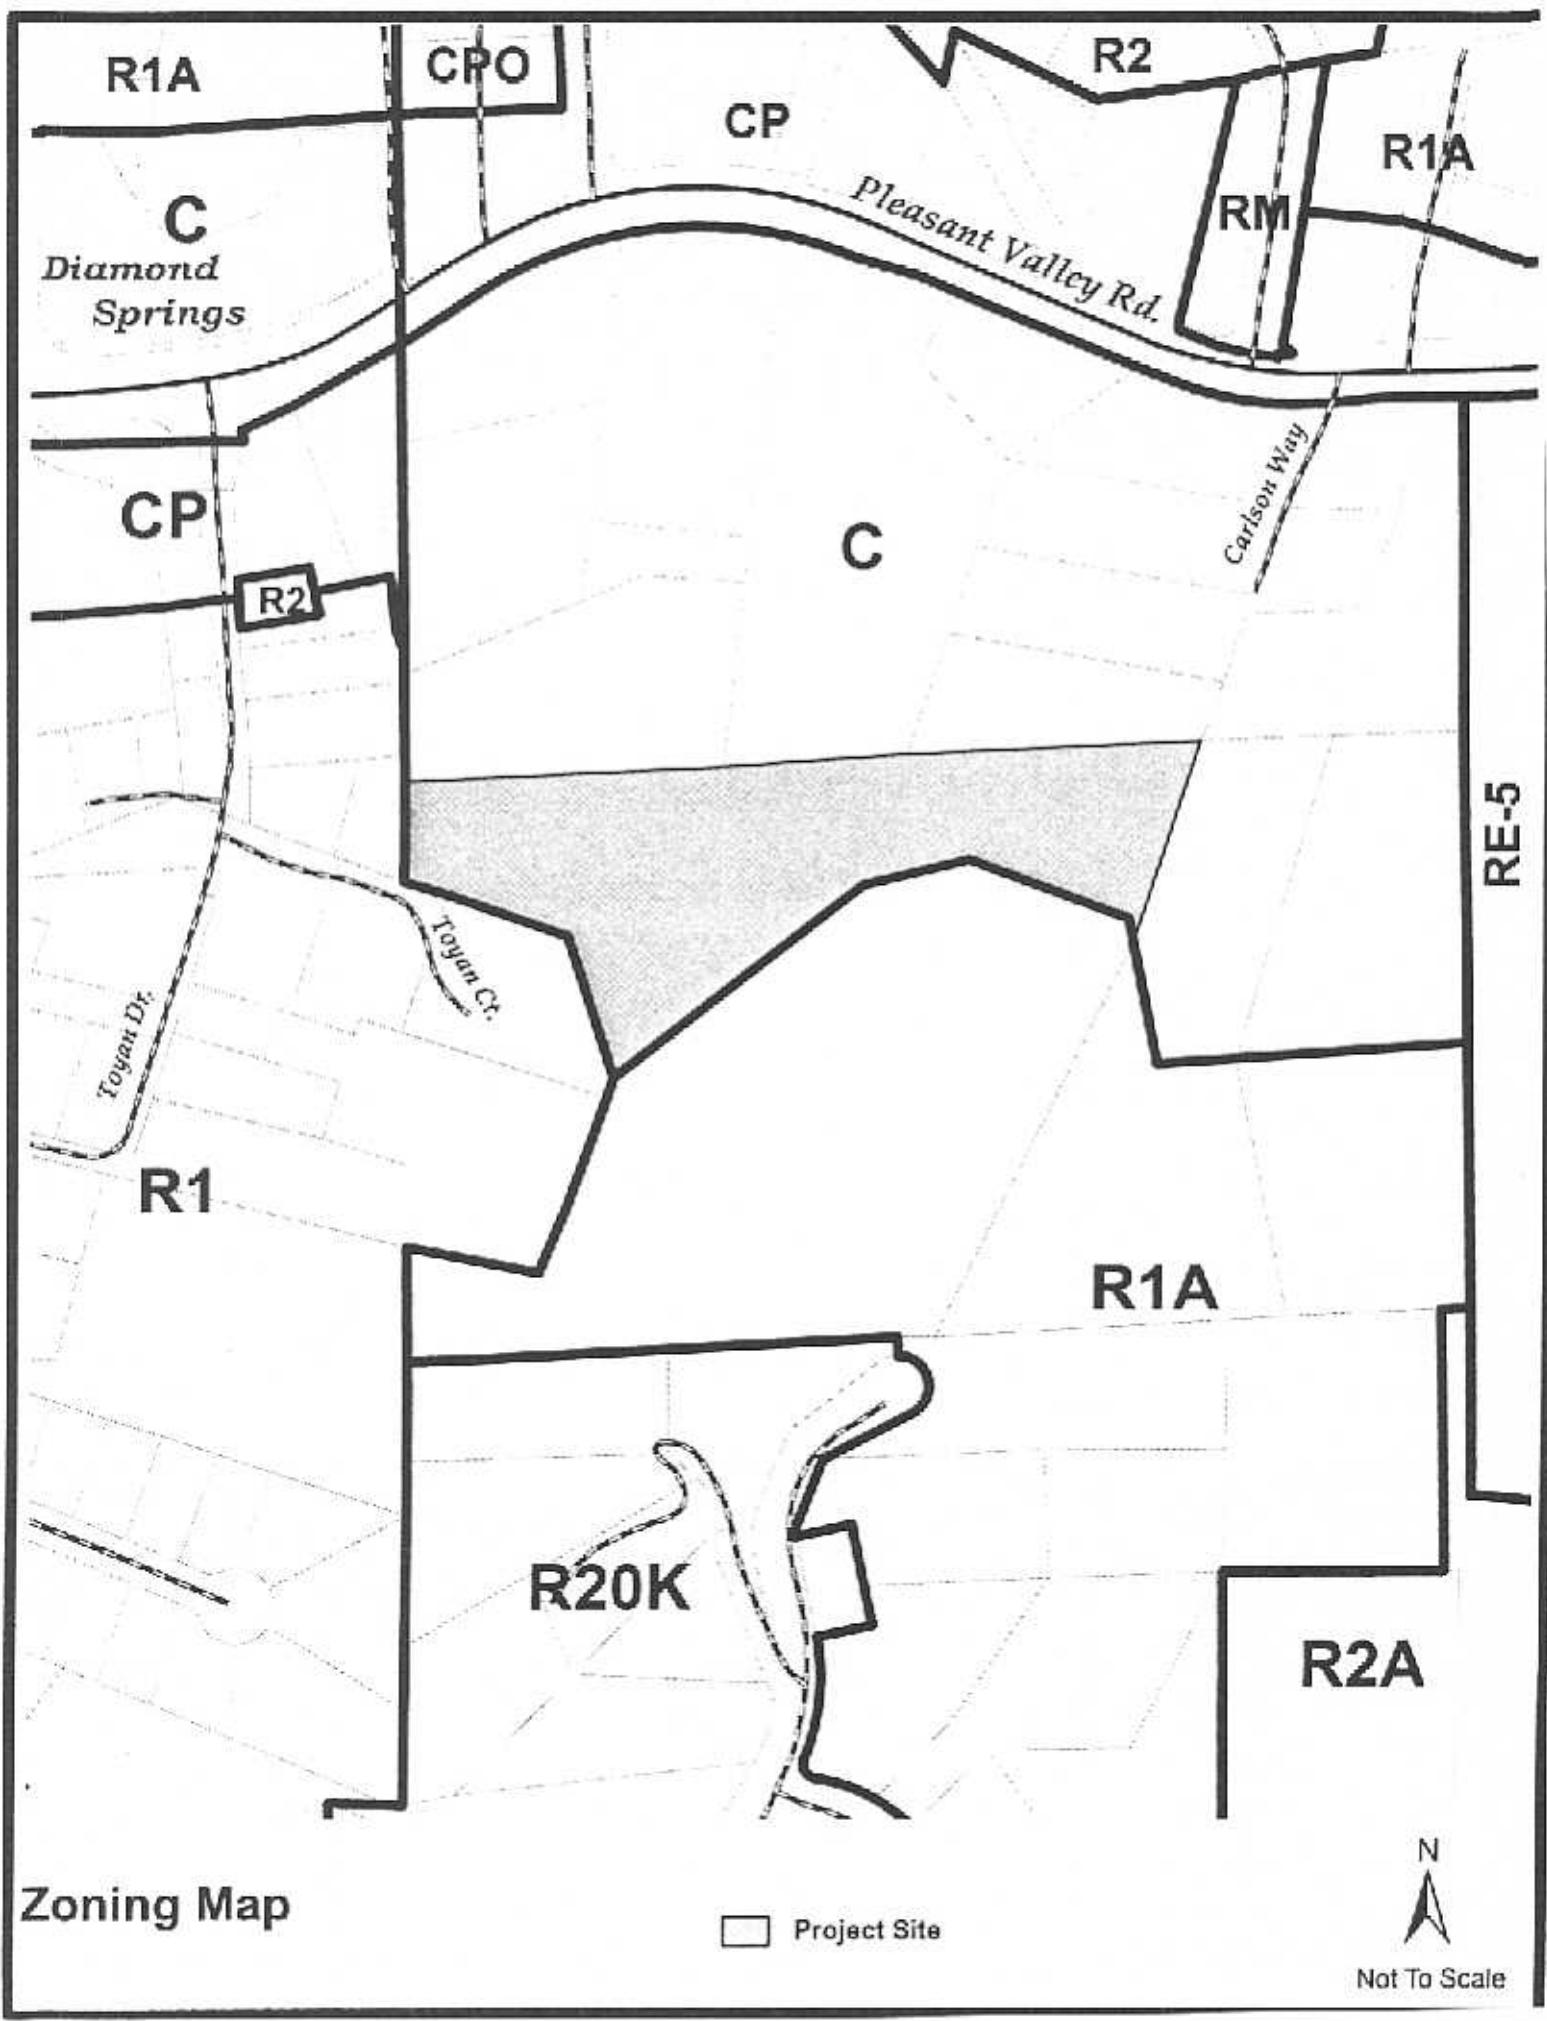 R1A
CPO
CP
R2
R1A
RM
C
Diamond
Springs
Pleasant Valley Rd.
CP
R2
C
Carlson Way
RE-5
Toyan Ct.
Toyan Dr.
R1
R1A
R20K
R2A
Zoning Map
Project Site
N
Not To Scale